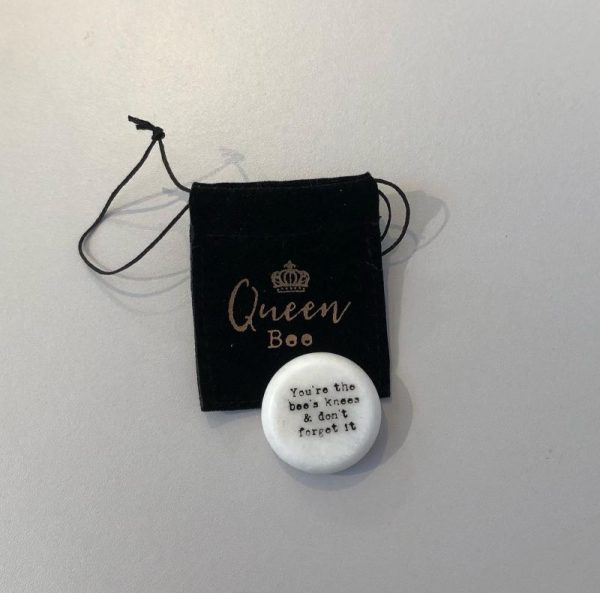 Queen
Bee
You're the
bee's knees
& don't
forget it